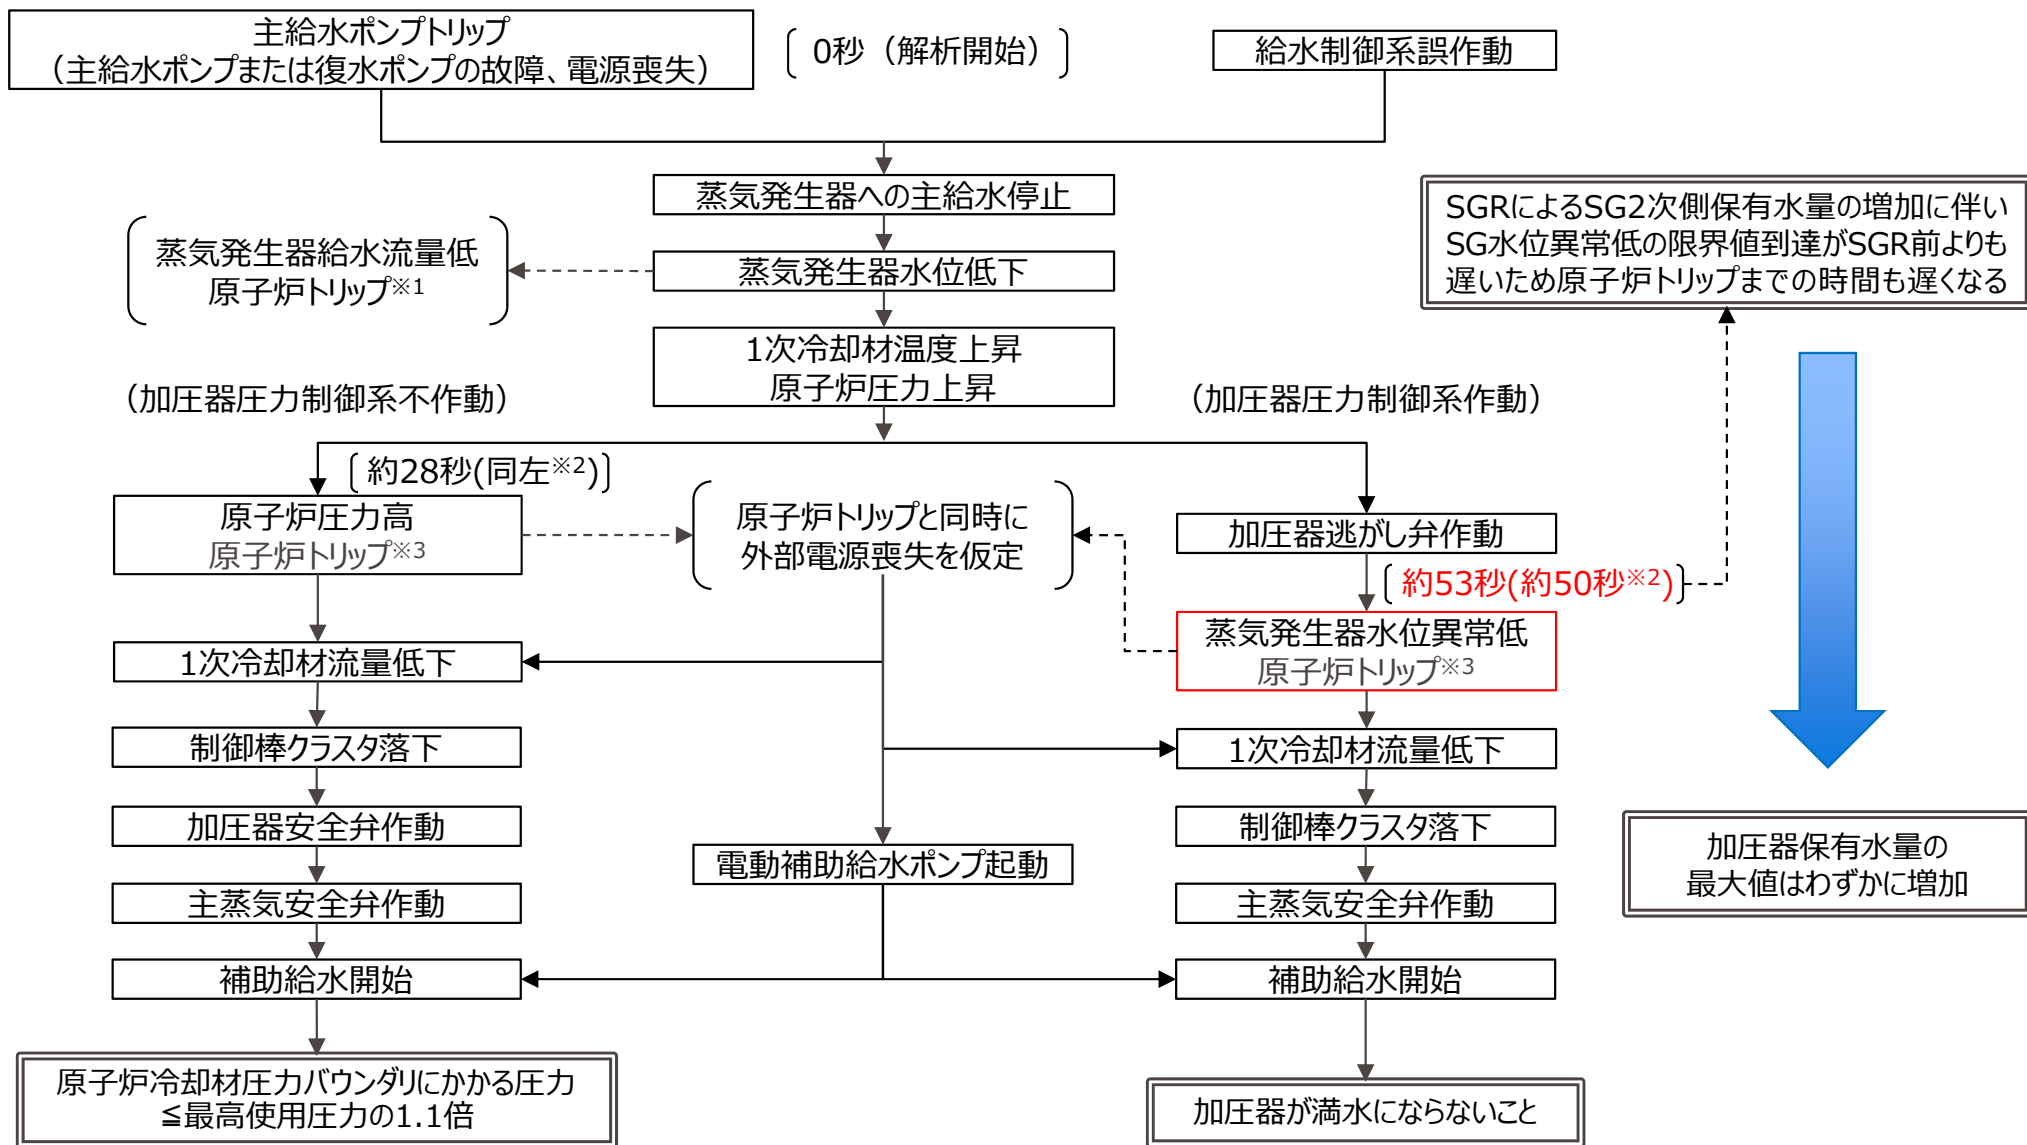 主給水ポンプトリップ
（主給水ポンプまたは復水ポンプの故障、電源喪失）
0秒（解析開始）
給水制御系誤作動
蒸気発生器への主給水停止
蒸気発生器給水流量低
原子炉トリップ※1
蒸気発生器水位低下
SGRによるSG2次側保有水量の増加に伴い
SG水位異常低の限界値到達がSGR前よりも
遅いため原子炉トリップまでの時間も遅くなる
1次冷却材温度上昇
原子炉圧力上昇
（加圧器圧力制御系不作動）
（加圧器圧力制御系作動）
約28秒(同左※2)
原子炉圧力高
原子炉トリップ※3
原子炉トリップと同時に
外部電源喪失を仮定
加圧器逃がし弁作動
約53秒(約50秒※2)
蒸気発生器水位異常低
原子炉トリップ※3
1次冷却材流量低下
1次冷却材流量低下
制御棒クラスタ落下
制御棒クラスタ落下
加圧器安全弁作動
電動補助給水ポンプ起動
加圧器保有水量の
最大値はわずかに増加
主蒸気安全弁作動
主蒸気安全弁作動
補助給水開始
補助給水開始
原子炉冷却材圧力バウンダリにかかる圧力
≦最高使用圧力の1.1倍
加圧器が満水にならないこと